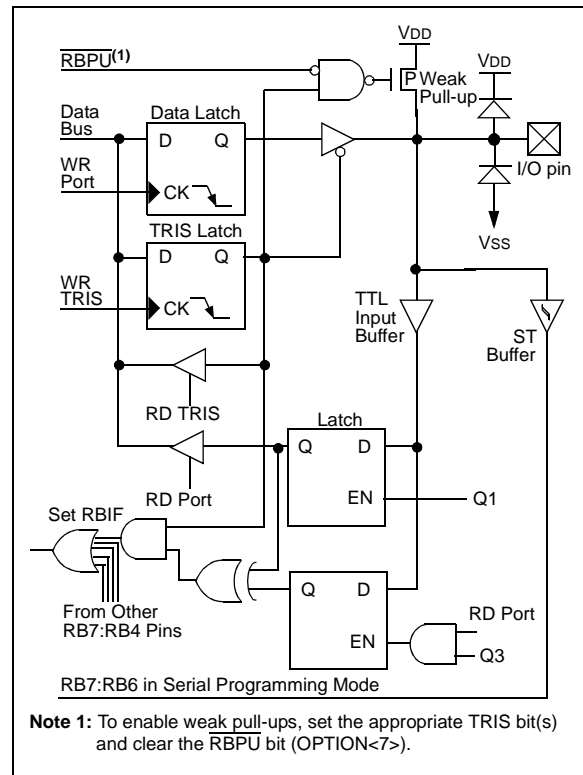 VDD
RBPU(1)
P Weak
Pull-up
VDD
Data
Bus
Data Latch
D Q
WR
Port
CK
I/O pin
TRIS Latch
VSS
D Q
WR
TRIS
CK
TTL
Input
Buffer
ST
Buffer
RD TRIS
Latch
Q D
RD Port
EN
Q1
Set RBIF
Q D
From Other
RB7:RB4 Pins
RD Port
EN
Q3
RB7:RB6 in Serial Programming Mode
Note 1: To enable weak pull-ups, set the appropriate TRIS bit(s)
and clear the RBPU bit (OPTION<7>).